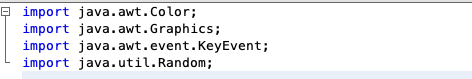 import java.awt.Color;
import java.awt.Graphics;
import java.awt.event.KeyEvent;
import java.util.Random;